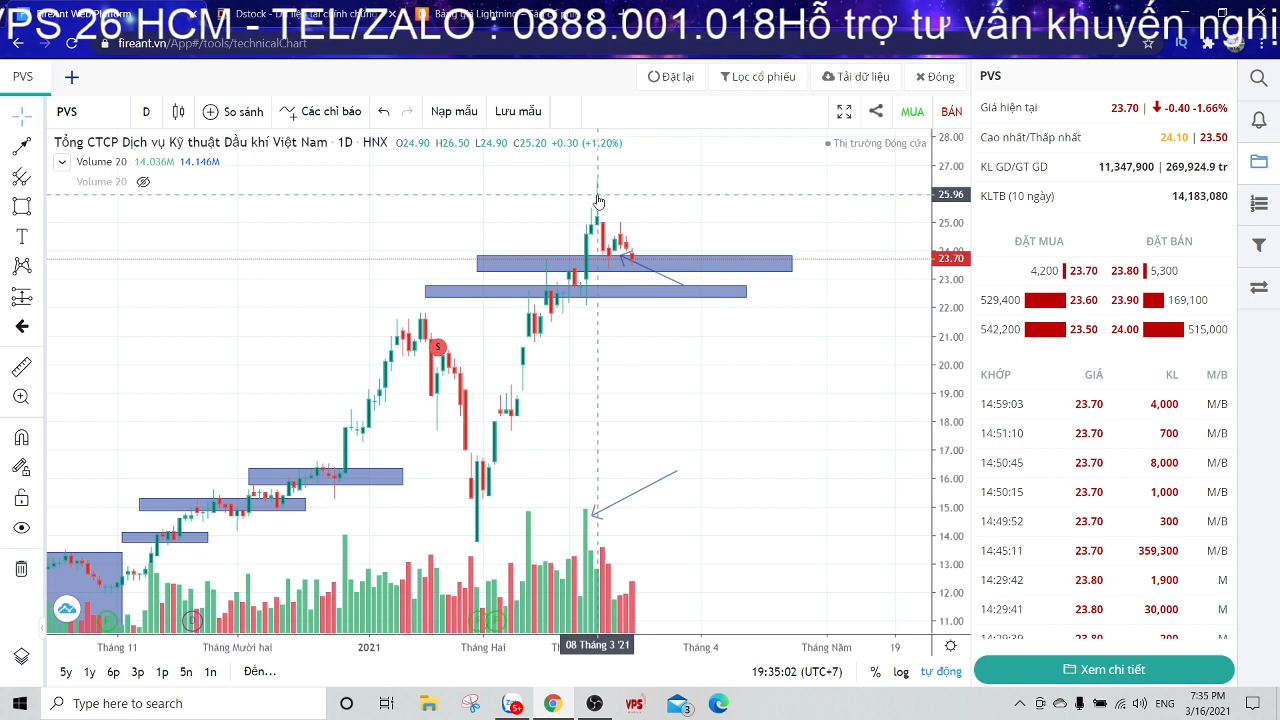 VPS 26 HCM - TEL/ZALO : 0888.001.018Hỗ trợ tư vấn khuyến nghị
fireant.vn/App#/tools/technicalChart
PVS
Đặt lại
Lọc cổ phiếu
Tải dữ liệu
Đóng
PVS
D
So sánh
Các chỉ báo
Nạp mẫu
Lưu mẫu
MUA
BÁN
Tổng CTCP Dịch vụ Kỹ thuật Dầu khí Việt Nam · 1D · HNX O24.90 H26.50 L24.90 C25.20 +0.30 (+1.20%)
Thị trường Đóng cửa
Volume 20 14.036M 14.146M
Volume 20
28.00
27.00
25.96
25.00
24.00
23.70
23.00
22.00
21.00
20.00
19.00
18.00
17.00
16.00
15.00
14.00
13.00
12.00
11.00
S
D
Tháng 11
Tháng Mười hai
2021
Tháng Hai
08 Tháng 3 '21
Tháng 4
Tháng Năm
19
5y 1y 6p 3p 1p 5n 1n Đến...
19:35:02 (UTC+7)
% log tự động
PVS
Giá hiện tại 23.70 | -0.40 -1.66%
Cao nhất/Thấp nhất 24.10 | 23.50
KL GD/GT GD 11,347,900 | 269,924.9 tr
KLTB (10 ngày) 14,183,080
ĐẶT MUA ĐẶT BÁN
4,200 23.70 23.80 5,300
529,400 23.60 23.90 169,100
542,200 23.50 24.00 515,000
KHỚP GIÁ KL M/B
14:59:03 23.70 4,000 M/B
14:51:10 23.70 700 M/B
14:50:45 23.70 8,000 M/B
14:50:15 23.70 1,000 M/B
14:49:52 23.70 300 M/B
14:45:11 23.70 359,300 M/B
14:29:42 23.80 1,900 M
14:29:41 23.80 30,000 M
Xem chi tiết
Type here to search
5+
VPS
3
ENG
7:35 PM
3/16/2021